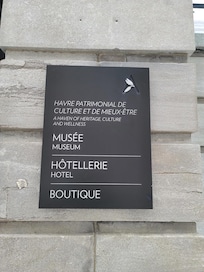 HAVRE PATRIMONIAL DE
CULTURE ET DE MIEUX-ÊTRE
A HAVEN OF HERITAGE, CULTURE
AND WELLNESS
MUSÉE
MUSEUM
HÔTELLERIE
HOTEL
BOUTIQUE